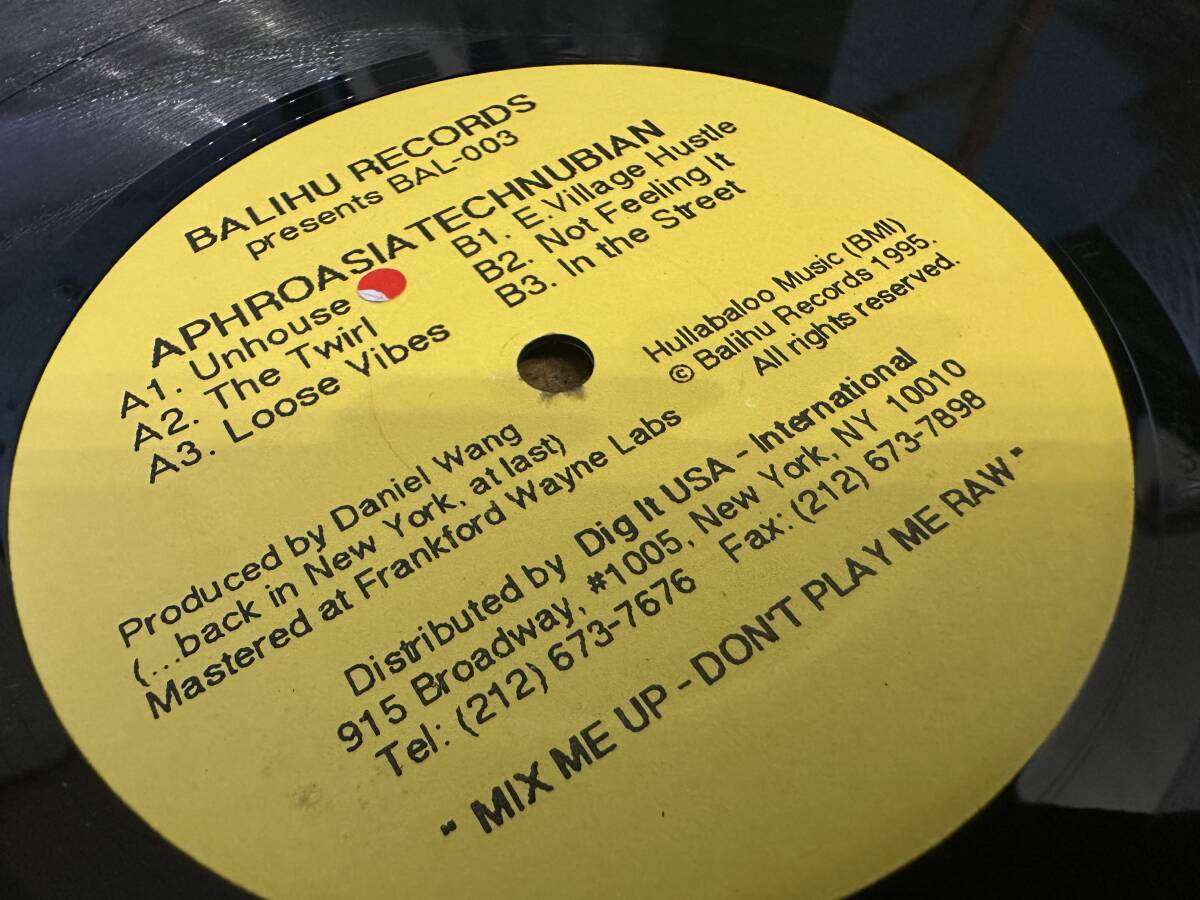 BALIHU RECORDS
presents BAL-003
APHROASIATECHNUBIAN
A1. Unhouse
A2. The Twirl
A3. Loose Vibes
B1. E.Village Hustle
B2. Not Feeling It
B3. In the Street
Hullabaloo Music (BMI)
© Balihu Records 1995.
All rights reserved.
Produced by Daniel Wang
(...back in New York, at last)
Mastered at Frankford Wayne Labs
Distributed by Dig It USA - International
915 Broadway, #1005, New York, NY 10010
Tel: (212) 673-7676 Fax: (212) 673-7898
" MIX ME UP - DON'T PLAY ME RAW "